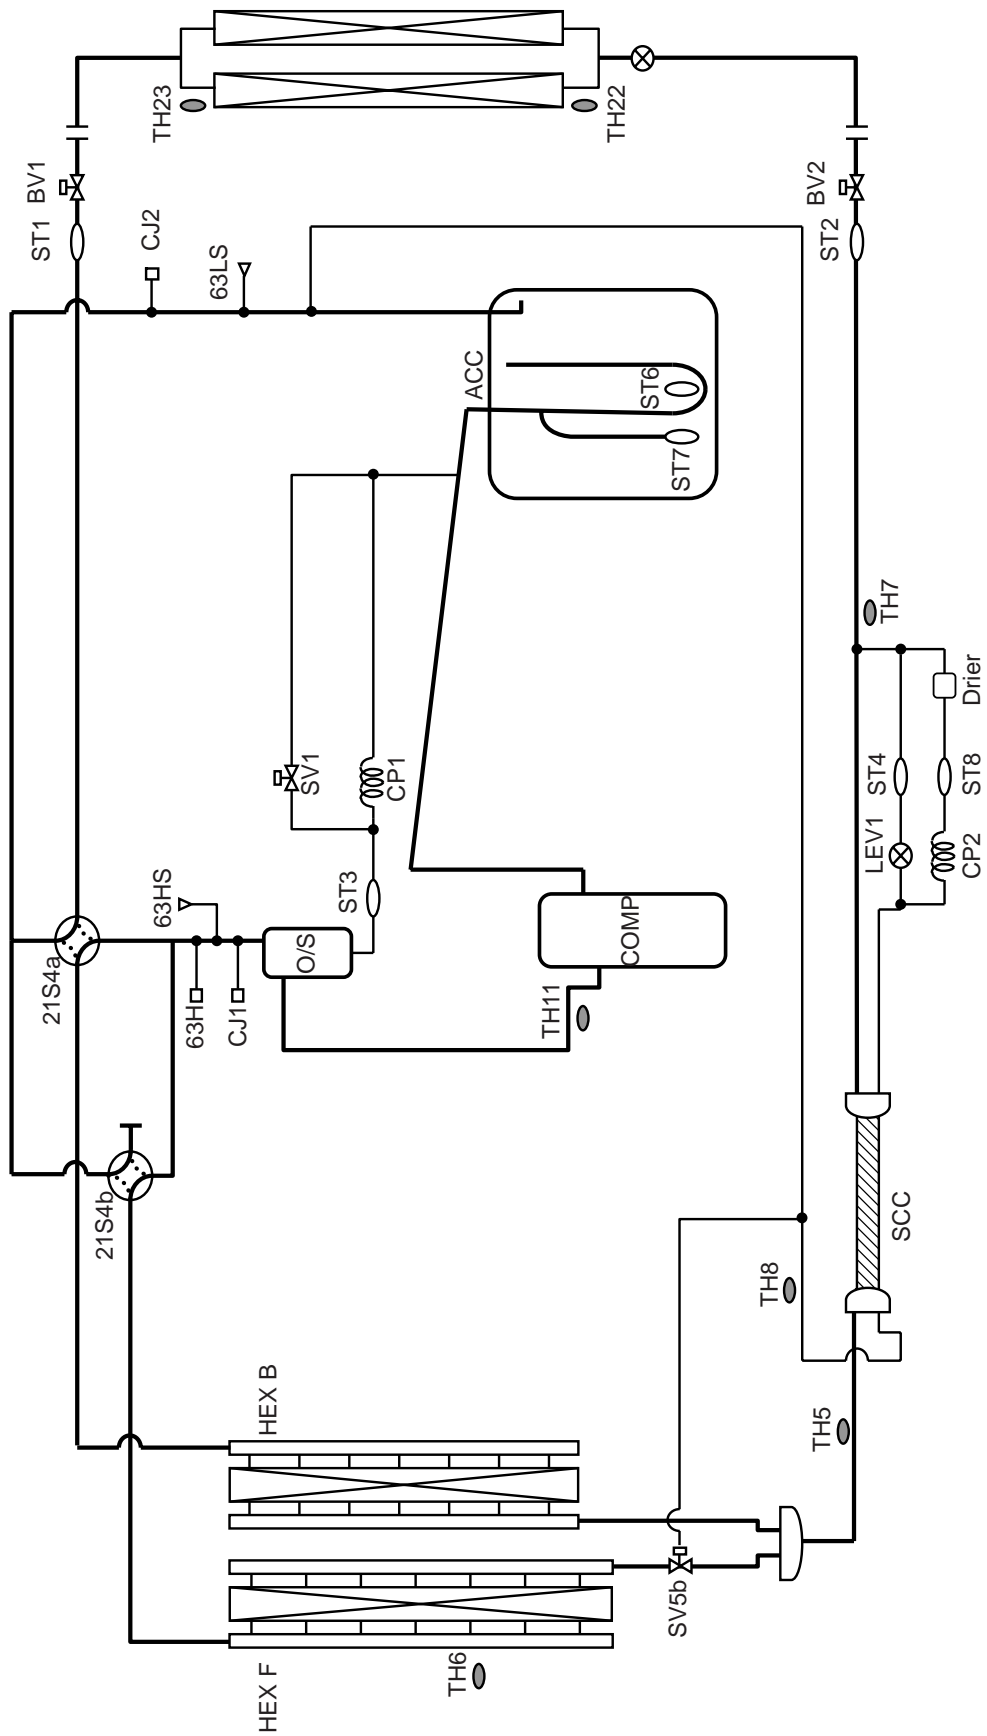 ST1
BV1
21S4a
21S4b
CJ2
TH23
63HS
63H
63LS
CJ1
HEX F
HEX B
O/S
SV1
ST3
CP1
TH6
ACC
TH11
TH22
COMP
ST6
SV5b
ST7
TH8
TH5
ST2
BV2
LEV1
ST4
TH7
SCC
CP2
ST8
Drier